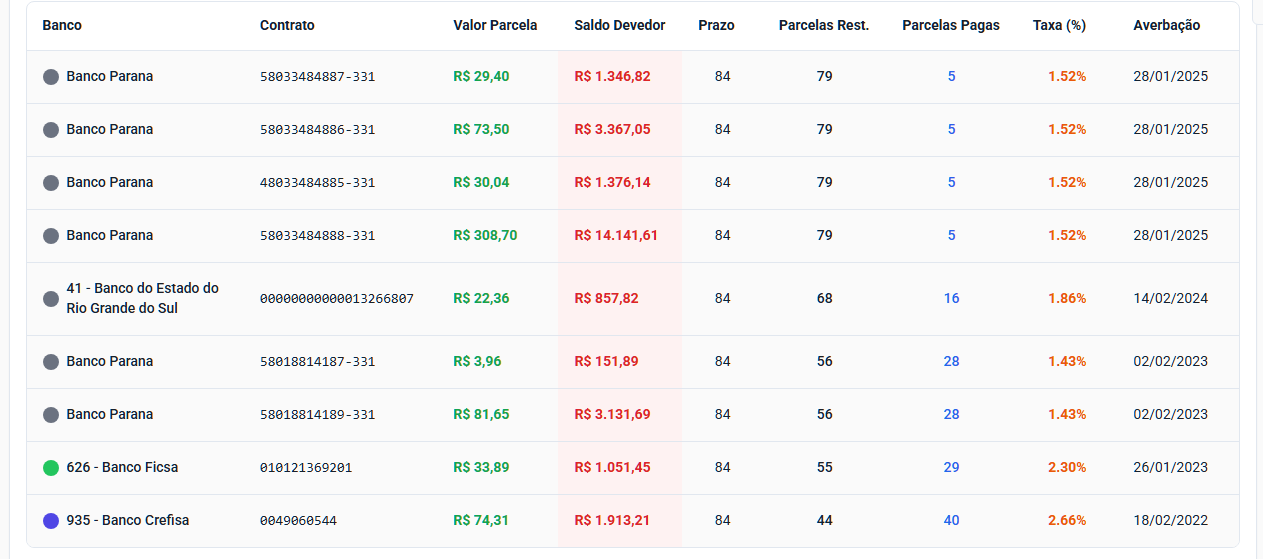 Banco Contrato Valor Parcela Saldo Devedor Prazo Parcelas Rest. Parcelas Pagas Taxa (%) Averbação
Banco Parana 58033484887-331 R$ 29,40 R$ 1.346,82 84 79 5 1.52% 28/01/2025
Banco Parana 58033484886-331 R$ 73,50 R$ 3.367,05 84 79 5 1.52% 28/01/2025
Banco Parana 48033484885-331 R$ 30,04 R$ 1.376,14 84 79 5 1.52% 28/01/2025
Banco Parana 58033484888-331 R$ 308,70 R$ 14.141,61 84 79 5 1.52% 28/01/2025
41 - Banco do Estado do
Rio Grande do Sul 00000000000013266807 R$ 22,36 R$ 857,82 84 68 16 1.86% 14/02/2024
Banco Parana 58018814187-331 R$ 3,96 R$ 151,89 84 56 28 1.43% 02/02/2023
Banco Parana 58018814189-331 R$ 81,65 R$ 3.131,69 84 56 28 1.43% 02/02/2023
626 - Banco Ficsa 010121369201 R$ 33,89 R$ 1.051,45 84 55 29 2.30% 26/01/2023
935 - Banco Crefisa 0049060544 R$ 74,31 R$ 1.913,21 84 44 40 2.66% 18/02/2022